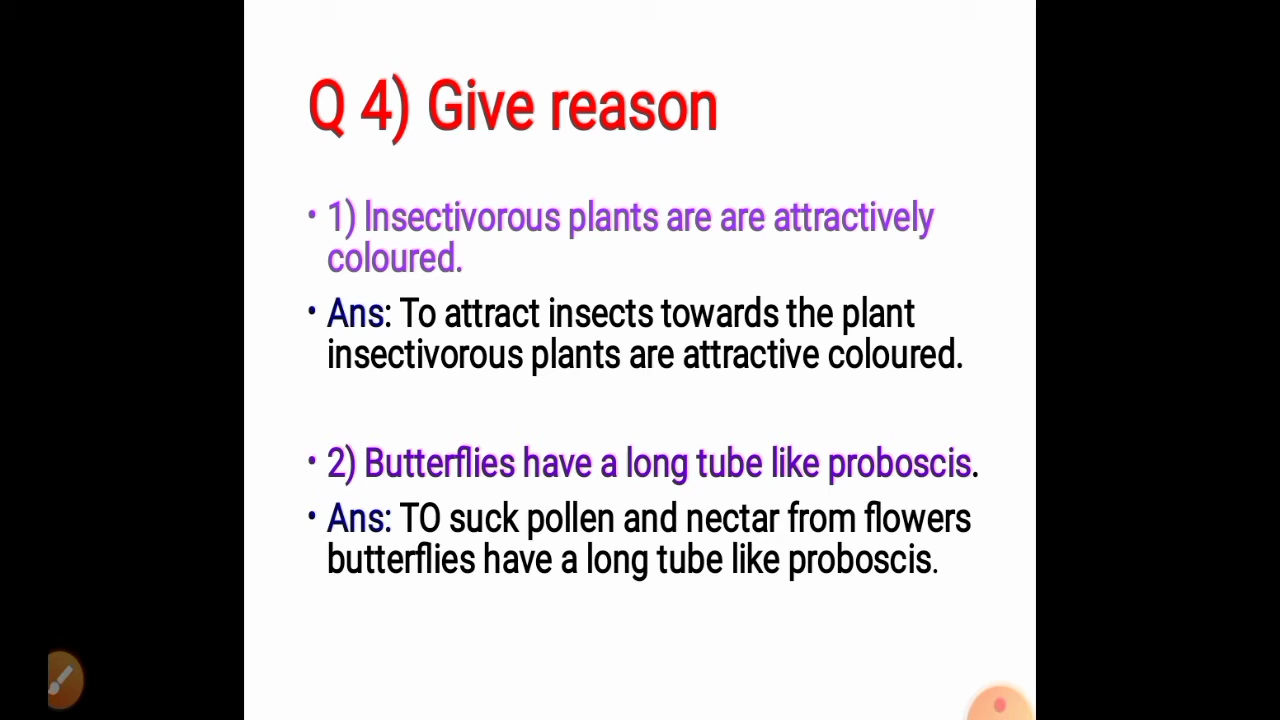 Q 4) Give reason
• 1) Insectivorous plants are are attractively
coloured.
• Ans: To attract insects towards the plant
insectivorous plants are attractive coloured.
• 2) Butterflies have a long tube like proboscis.
• Ans: TO suck pollen and nectar from flowers
butterflies have a long tube like proboscis.